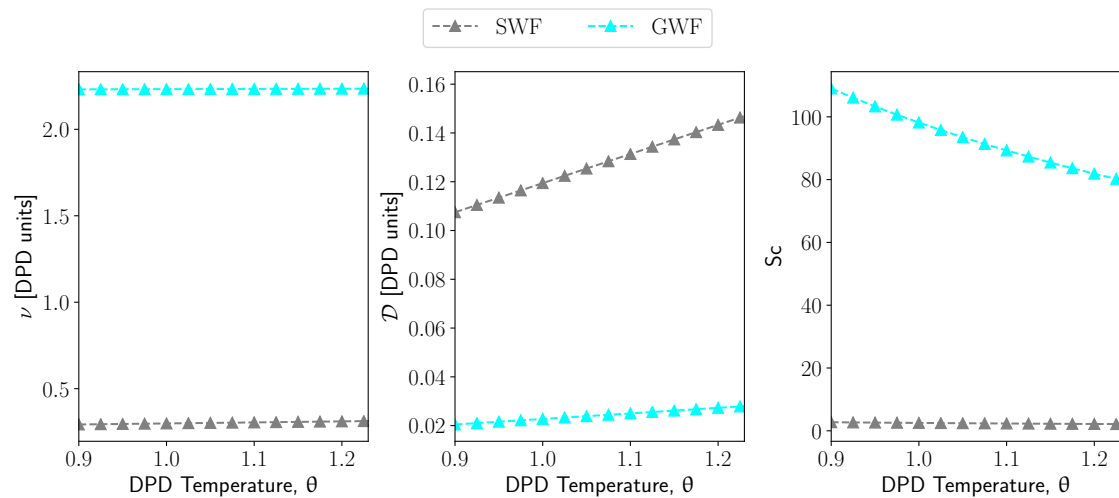 SWF GWF
ν [DPD units]
2.0
1.5
1.0
0.5
0.9 1.0 1.1 1.2
DPD Temperature, θ
𝒟 [DPD units]
0.16
0.14
0.12
0.10
0.08
0.06
0.04
0.02
0.9 1.0 1.1 1.2
DPD Temperature, θ
Sc
100
80
60
40
20
0
0.9 1.0 1.1 1.2
DPD Temperature, θ